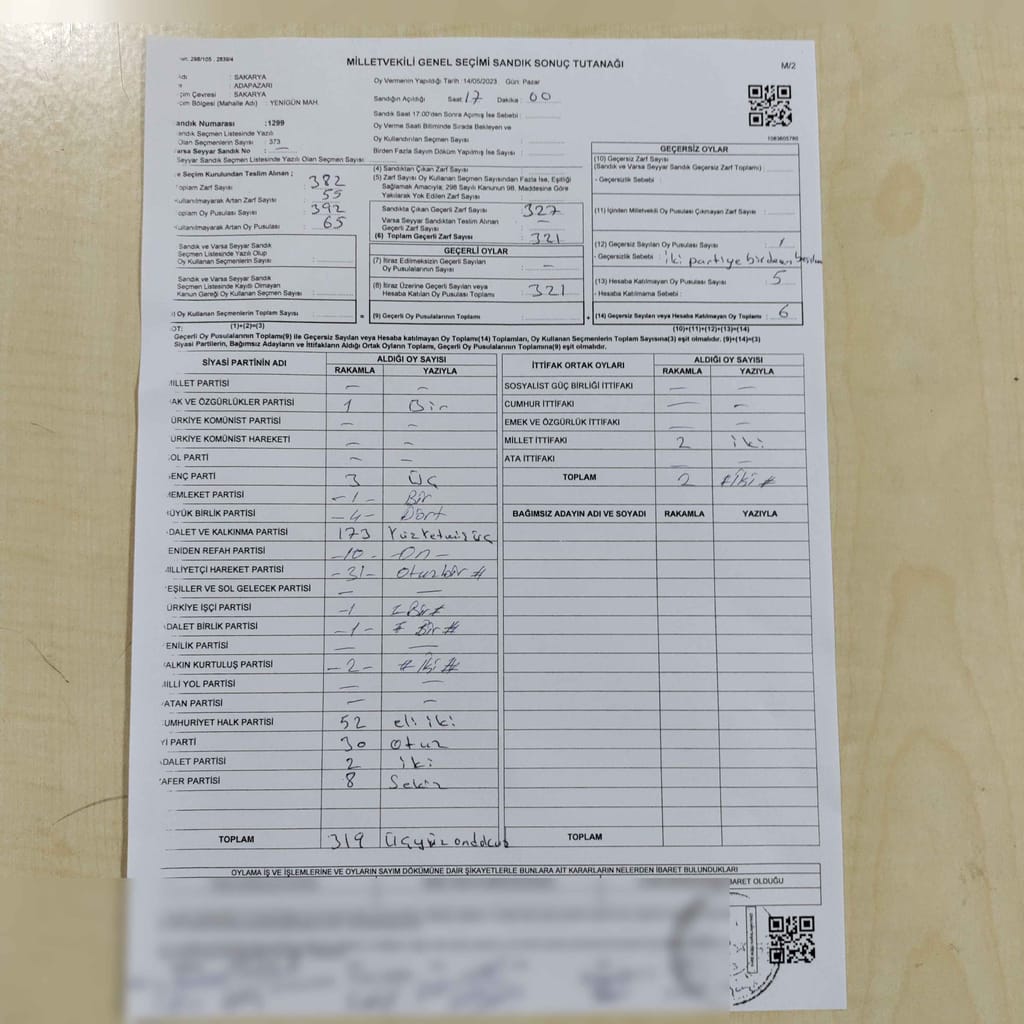 298/105 , 2839/4
MİLLETVEKİLİ GENEL SEÇİMİ SANDIK SONUÇ TUTANAĞI
M/2
: SAKARYA
: ADAPAZARI
çim Çevresi : SAKARYA
çim Bölgesi (Mahalle Adı) : YENİGÜN MAH.
Oy Vermenin Yapıldığı Tarih :14/05/2023 Gün: Pazar
Sandığın Açıldığı Saat 17 Dakika : 00
Sandık Saat 17:00'den Sonra Açılmış İse Sebebi :
Oy Verme Saati Bitiminde Sırada Bekleyen ve
Oy Kullandırılan Seçmen Sayısı :
Birden Fazla Sayım Döküm Yapılmış İse Sayısı :
1083605780
andık Numarası :1299
andık Seçmen Listesinde Yazılı
Olan Seçmenlerin Sayısı : 373
arsa Seyyar Sandık No : —
Seyyar Sandık Seçmen Listesinde Yazılı Olan Seçmen Sayısı :
e Seçim Kurulundan Teslim Alınan ;
oplam Zarf Sayısı : 382
ullanılmayarak Artan Zarf Sayısı : 55
oplam Oy Pusulası Sayısı : 392
ullanılmayarak Artan Oy Pusulası : 65
Sandık ve Varsa Seyyar Sandık
Seçmen Listesinde Yazılı Olup
Oy Kullanan Seçmenlerin Sayısı :
Sandık ve Varsa Seyyar Sandık
Seçmen Listesinde Kayıtlı Olmayan
Kanun Gereği Oy Kullanan Seçmen Sayısı :
) Oy Kullanan Seçmenlerin Toplam Sayısı :
(1)+(2)=(3)
(4) Sandıktan Çıkan Zarf Sayısı :
(5) Zarf Sayısı Oy Kullanan Seçmen Sayısından Fazla İse, Eşitliği
Sağlamak Amacıyla; 298 Sayılı Kanunun 98. Maddesine Göre
Yakılarak Yok Edilen Zarf Sayısı :
Sandıkta Çıkan Geçerli Zarf Sayısı : 327
Varsa Seyyar Sandıktan Teslim Alınan
Geçerli Zarf Sayısı : —
(6) Toplam Geçerli Zarf Sayısı : 321
GEÇERLİ OYLAR
(7) İtiraz Edilmeksizin Geçerli Sayılan
Oy Pusulalarının Sayısı : —
(8) İtiraz Üzerine Geçerli Sayılan veya
Hesaba Katılan Oy Pusulası Toplamı : 321
(9) Geçerli Oy Pusulalarının Toplamı :
GEÇERSİZ OYLAR
(10) Geçersiz Zarf Sayısı
(Sandık ve Varsa Seyyar Sandık Geçersiz Zarf Toplamı) :
- Geçersizlik Sebebi :
(11) İçinden Milletvekili Oy Pusulası Çıkmayan Zarf Sayısı :
(12) Geçersiz Sayılan Oy Pusulası Sayısı : 1
- Geçersizlik Sebebi : iki partiye birden
(13) Hesaba Katılmayan Oy Pusulası Sayısı : 5
- Hesaba Katılmama Sebebi :
(14) Geçersiz Sayılan veya Hesaba Katılmayan Oy Toplamı : 6
(10)+(11)+(12)+(13)=(14)
OT:
Geçerli Oy Pusulalarının Toplamı(9) ile Geçersiz Sayılan veya Hesaba katılmayan Oy Toplamı(14) Toplamları, Oy Kullanan Seçmenlerin Toplam Sayısına(3) eşit olmalıdır. (9)+(14)=(3)
Siyasi Partilerin, Bağımsız Adayların ve İttifakların Aldığı Ortak Oyların Toplamı, Geçerli Oy Pusulalarının Toplamına(9) eşit olmalıdır.
SİYASİ PARTİNİN ADI ALDIĞI OY SAYISI
RAKAMLA YAZIYLA
MİLLET PARTİSİ — —
AK VE ÖZGÜRLÜKLER PARTİSİ 1 Bir
ÜRKİYE KOMÜNİST PARTİSİ — —
ÜRKİYE KOMÜNİST HAREKETİ — —
OL PARTİ — —
ENÇ PARTİ 3 Üç
MEMLEKET PARTİSİ -1- Bir
ÜYÜK BİRLİK PARTİSİ -4- Dört
DALET VE KALKINMA PARTİSİ 173 Yüzyetmişüç
ENİDEN REFAH PARTİSİ -10- On -
MİLLİYETÇİ HAREKET PARTİSİ -31- otuzbir #
EŞİLLER VE SOL GELECEK PARTİSİ — —
ÜRKİYE İŞÇİ PARTİSİ -1 # Bir #
DALET BİRLİK PARTİSİ -1- # Bir #
ENİLİK PARTİSİ — —
ALKIN KURTULUŞ PARTİSİ -2- # İki #
MİLLİ YOL PARTİSİ — —
ATAN PARTİSİ — —
UMHURİYET HALK PARTİSİ 52 eli iki
Yİ PARTİ 30 otuz
DALET PARTİSİ 2 iki
AFER PARTİSİ 8 Sekiz
TOPLAM 319 Üçyüz ondokuz
İTTİFAK ORTAK OYLARI ALDIĞI OY SAYISI
RAKAMLA YAZIYLA
SOSYALİST GÜÇ BİRLİĞİ İTTİFAKI — —
CUMHUR İTTİFAKI — —
EMEK VE ÖZGÜRLÜK İTTİFAKI — —
MİLLET İTTİFAKI 2 iki
ATA İTTİFAKI — —
TOPLAM 2 # İki #
BAĞIMSIZ ADAYIN ADI VE SOYADI RAKAMLA YAZIYLA
TOPLAM
OYLAMA İŞ VE İŞLEMLERİNE VE OYLARIN SAYIM DÖKÜMÜNE DAİR ŞİKAYETLERLE BUNLARA AİT KARARLARIN NELERDEN İBARET BULUNDUKLARI
BARET OLDUĞU